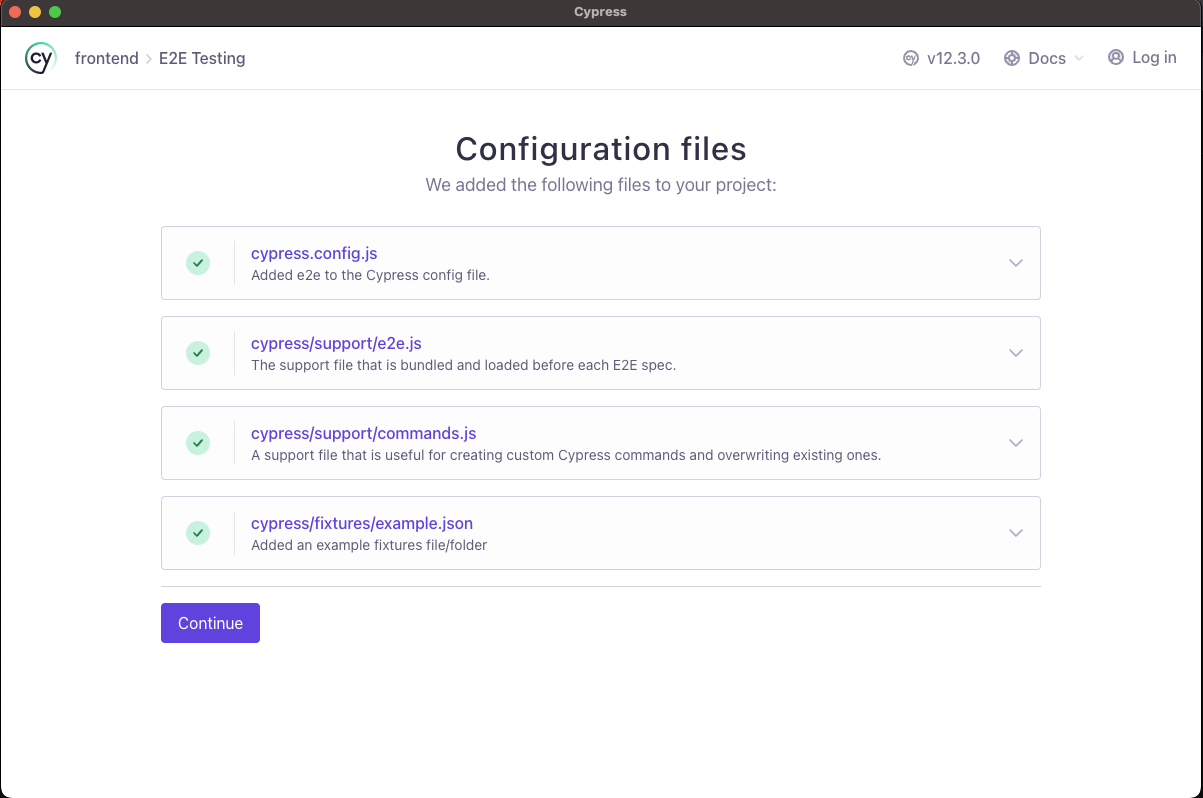 Cypress
cy frontend > E2E Testing
cy v12.3.0 Docs Log in
Configuration files
We added the following files to your project:
cypress.config.js
Added e2e to the Cypress config file.
cypress/support/e2e.js
The support file that is bundled and loaded before each E2E spec.
cypress/support/commands.js
A support file that is useful for creating custom Cypress commands and overwriting existing ones.
cypress/fixtures/example.json
Added an example fixtures file/folder
Continue